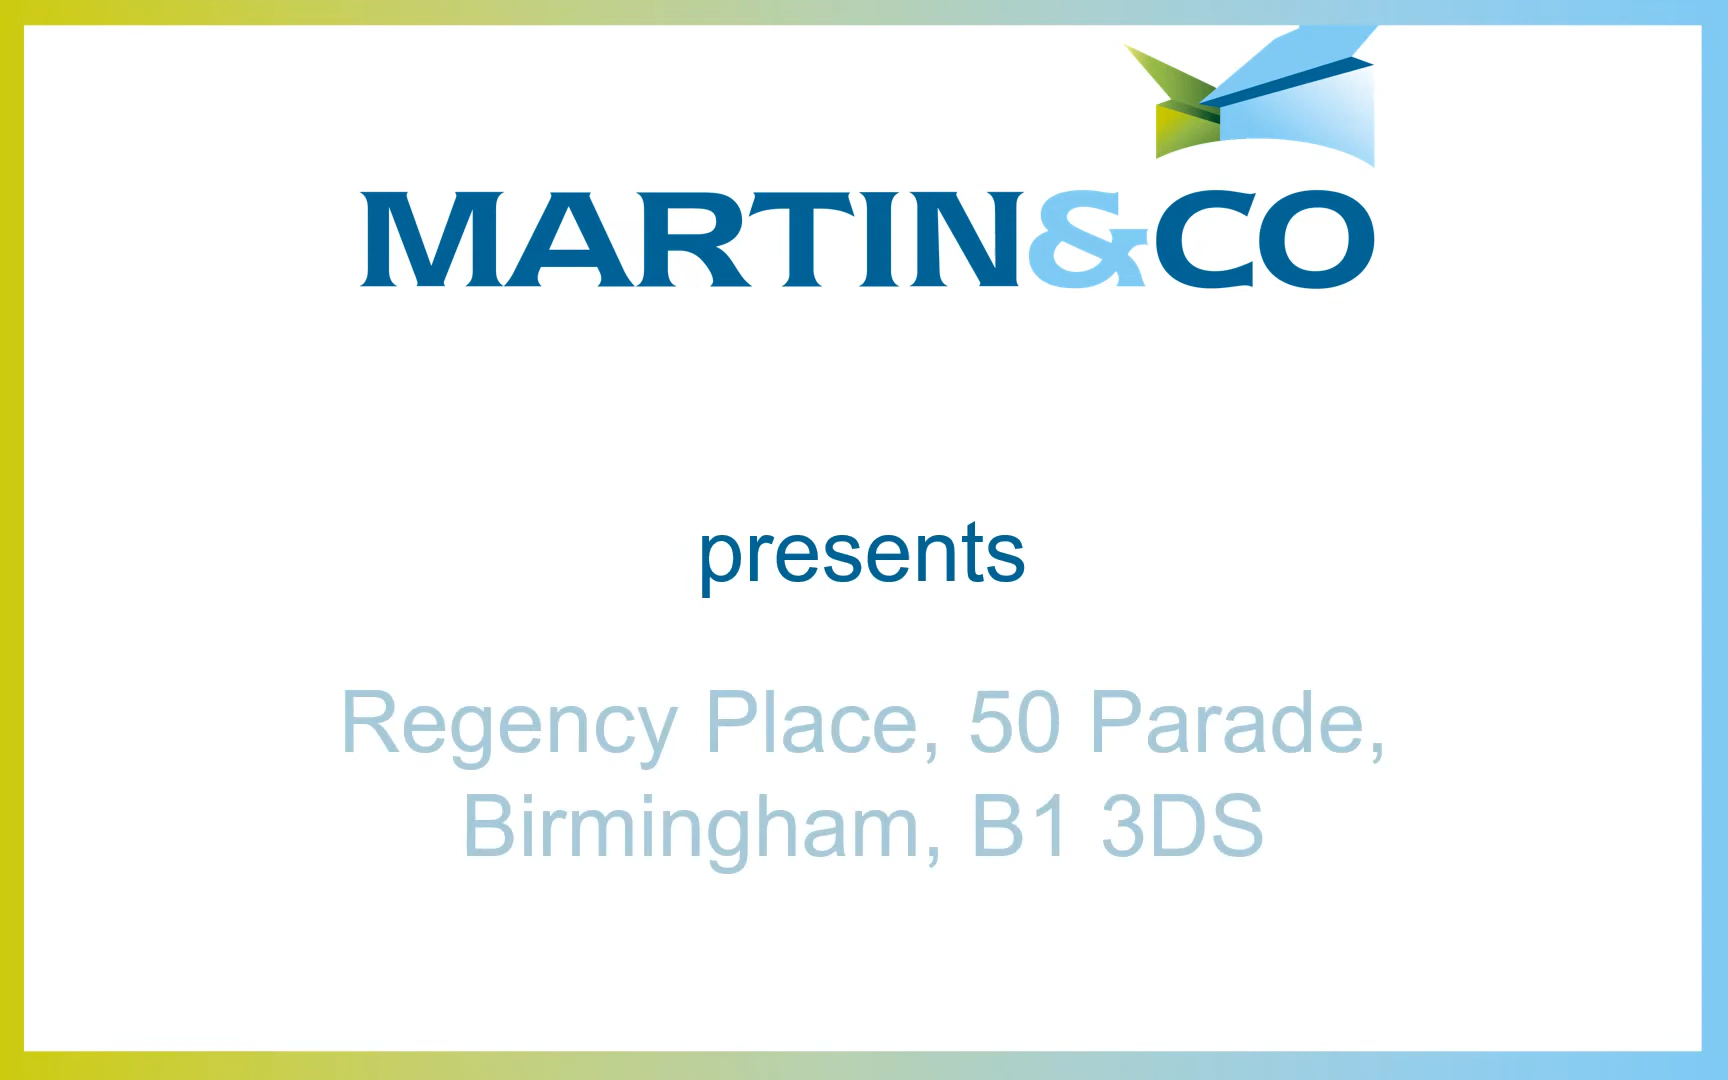 MARTIN&CO
presents
Regency Place, 50 Parade,
Birmingham, B1 3DS